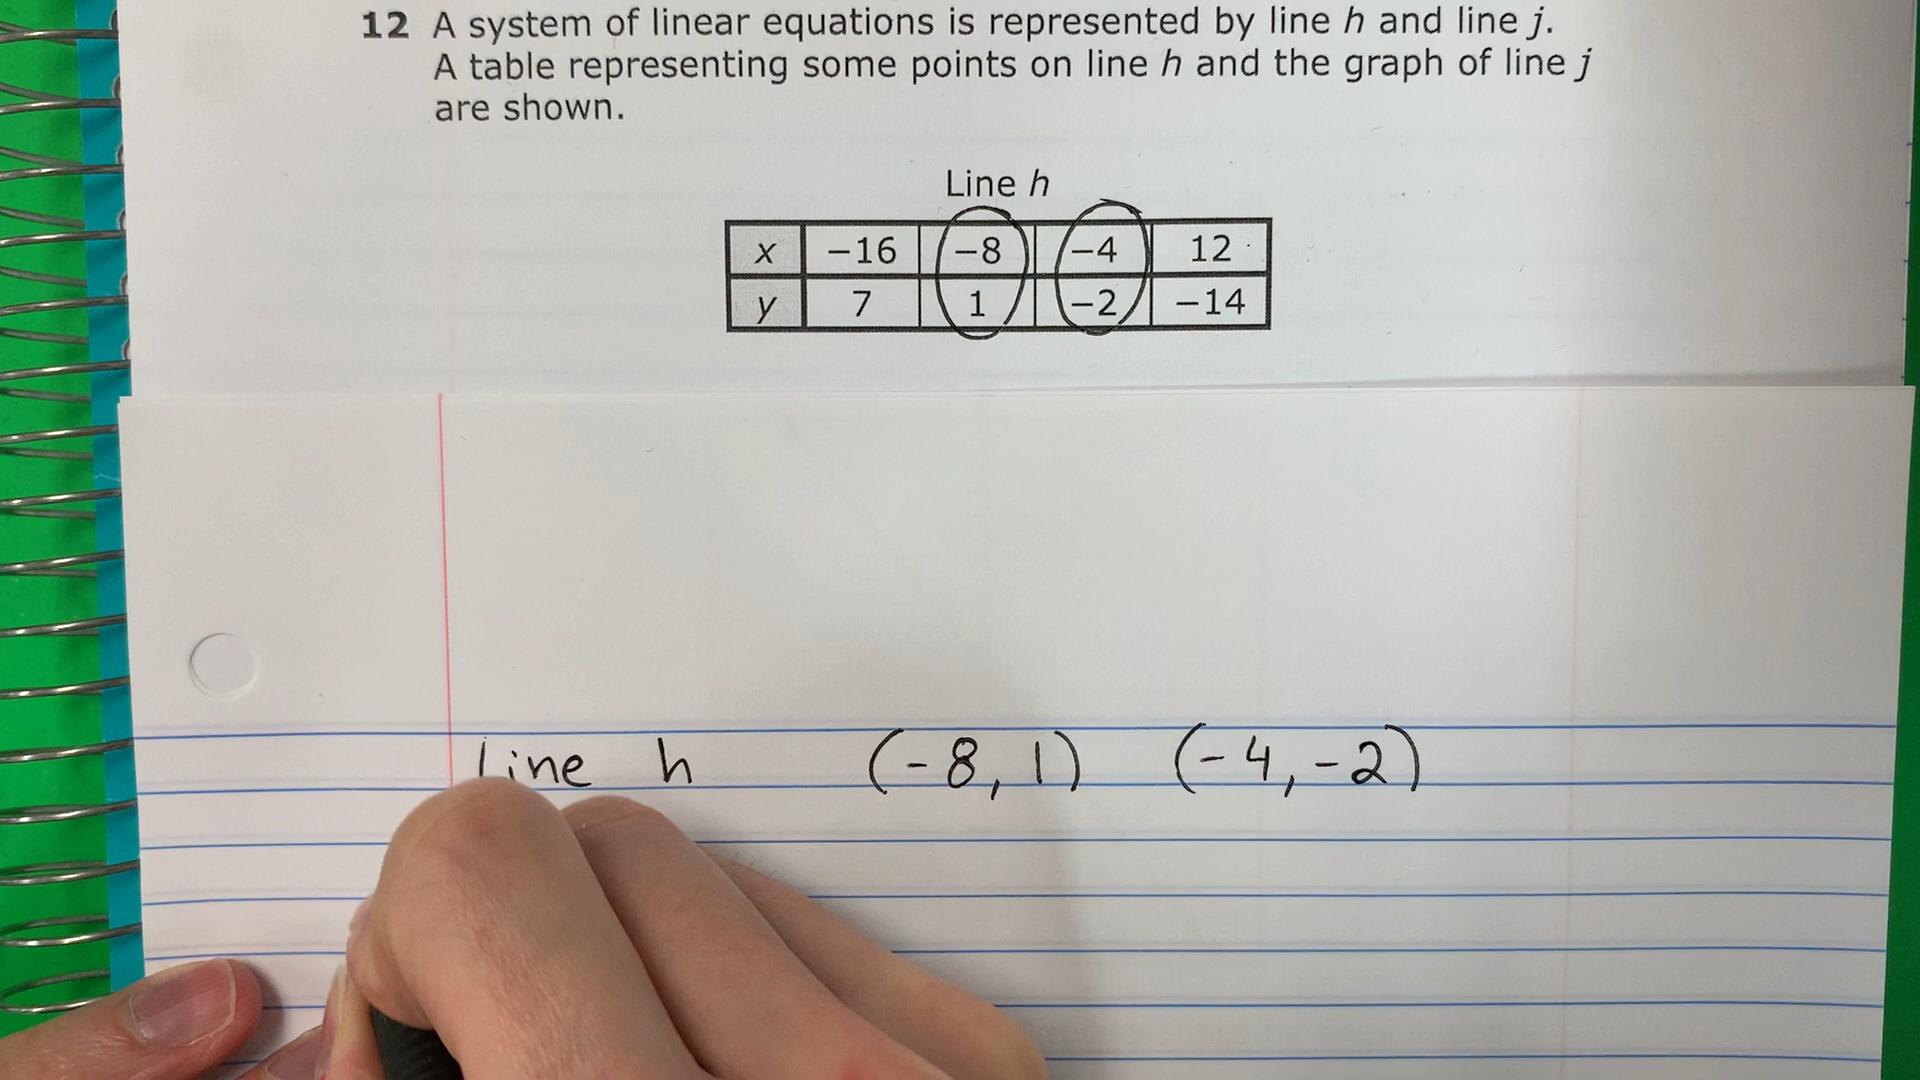 12 A system of linear equations is represented by line h and line j.
A table representing some points on line h and the graph of line j
are shown.
Line h
x −16 −8 −4 12
y 7 1 −2 −14
Line h (-8, 1) (-4, -2)